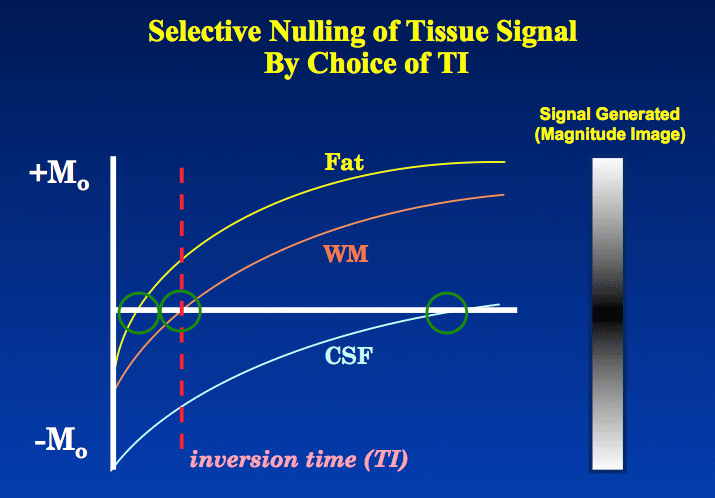 Selective Nulling of Tissue Signal
By Choice of TI
Signal Generated
(Magnitude Image)
+Mo
Fat
WM
CSF
-Mo
inversion time (TI)